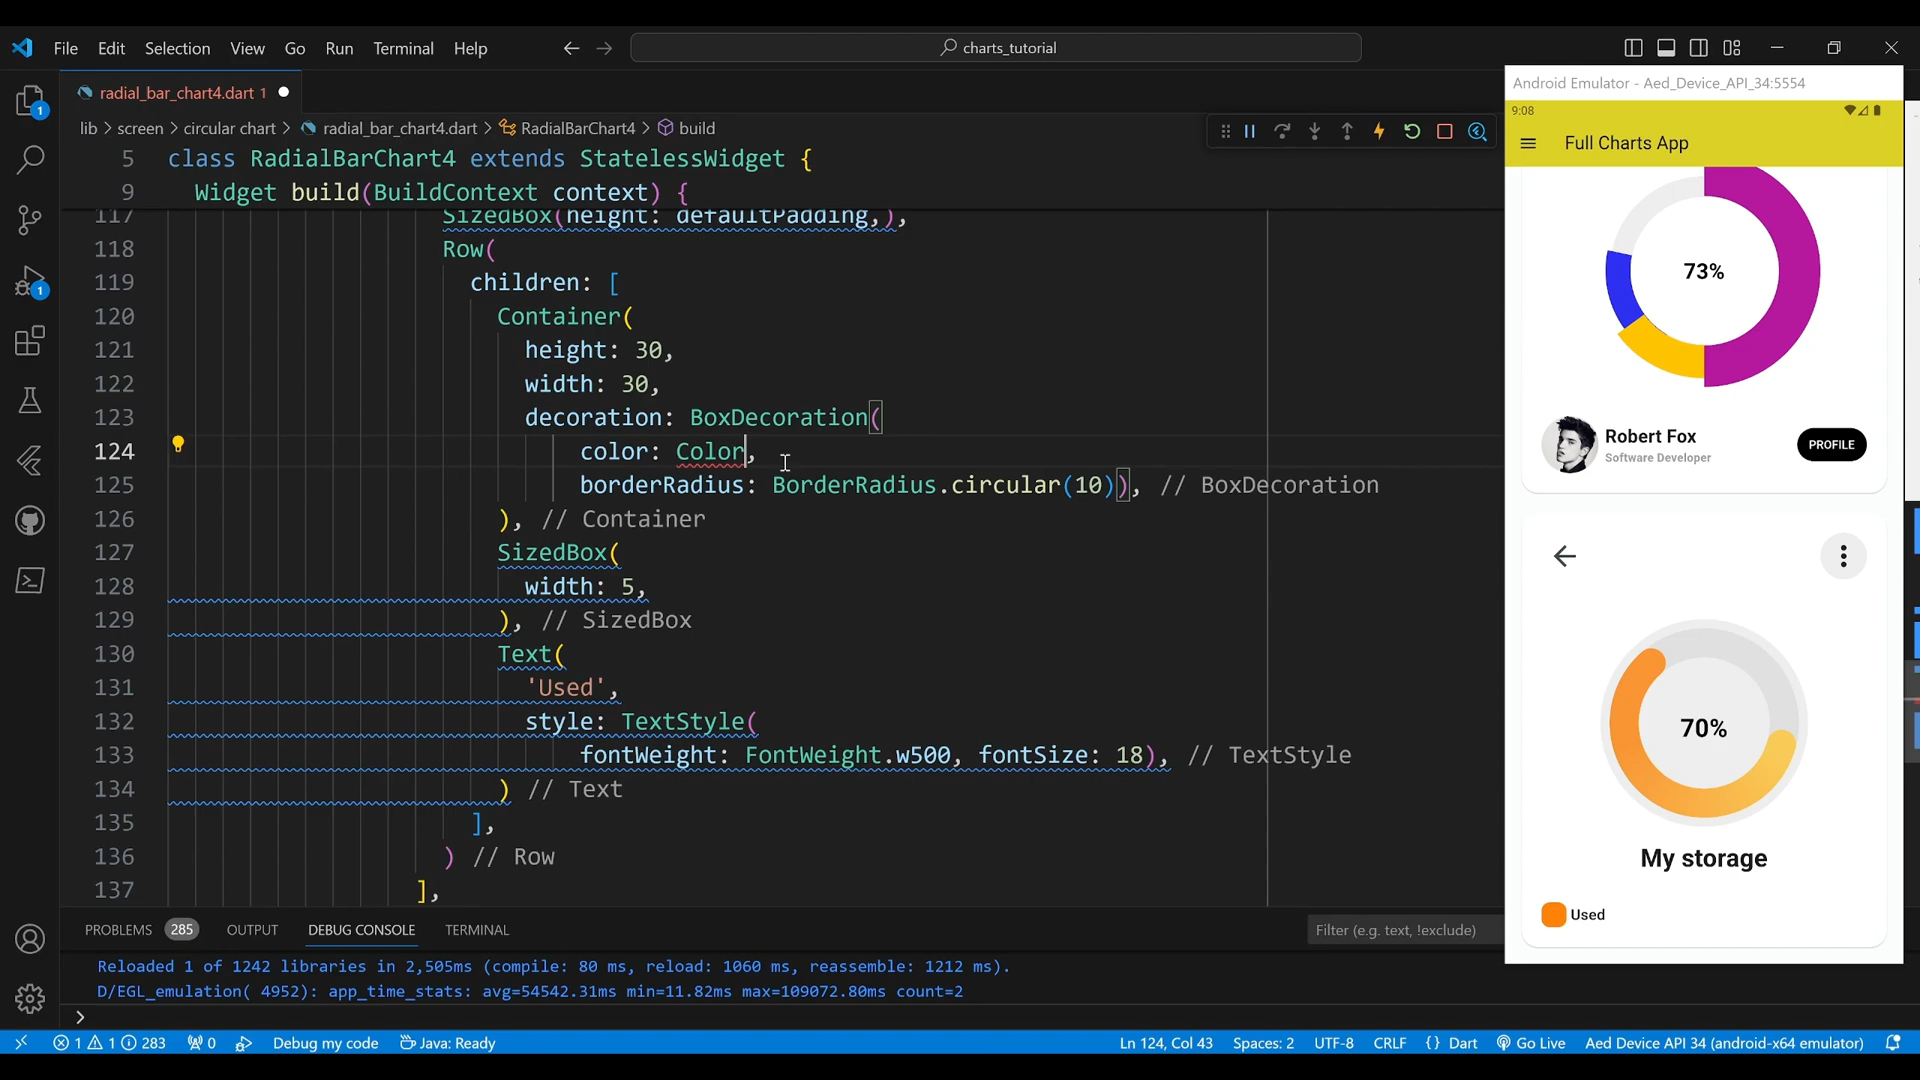 File Edit Selection View Go Run Terminal Help
charts_tutorial
radial_bar_chart4.dart 1
lib > screen > circular chart > radial_bar_chart4.dart > RadialBarChart4 > build
5 class RadialBarChart4 extends StatelessWidget {
9 Widget build(BuildContext context) {
117 SizedBox(height: defaultPadding,),
118 Row(
119 children: [
120 Container(
121 height: 30,
122 width: 30,
123 decoration: BoxDecoration(
124 color: Color,
125 borderRadius: BorderRadius.circular(10)), // BoxDecoration
126 ), // Container
127 SizedBox(
128 width: 5,
129 ), // SizedBox
130 Text(
131 'Used',
132 style: TextStyle(
133 fontWeight: FontWeight.w500, fontSize: 18), // TextStyle
134 ) // Text
135 ],
136 ) // Row
137 ],
PROBLEMS 285 OUTPUT DEBUG CONSOLE TERMINAL
Filter (e.g. text, !exclude)
Reloaded 1 of 1242 libraries in 2,505ms (compile: 80 ms, reload: 1060 ms, reassemble: 1212 ms).
D/EGL_emulation( 4952): app_time_stats: avg=54542.31ms min=11.82ms max=109072.80ms count=2
>
1 1 283 0 Debug my code Java: Ready
Ln 124, Col 43 Spaces: 2 UTF-8 CRLF {} Dart Go Live Aed Device API 34 (android-x64 emulator)
1
1
Android Emulator - Aed_Device_API_34:5554
9:08
Full Charts App
73%
Robert Fox
Software Developer
PROFILE
70%
My storage
Used